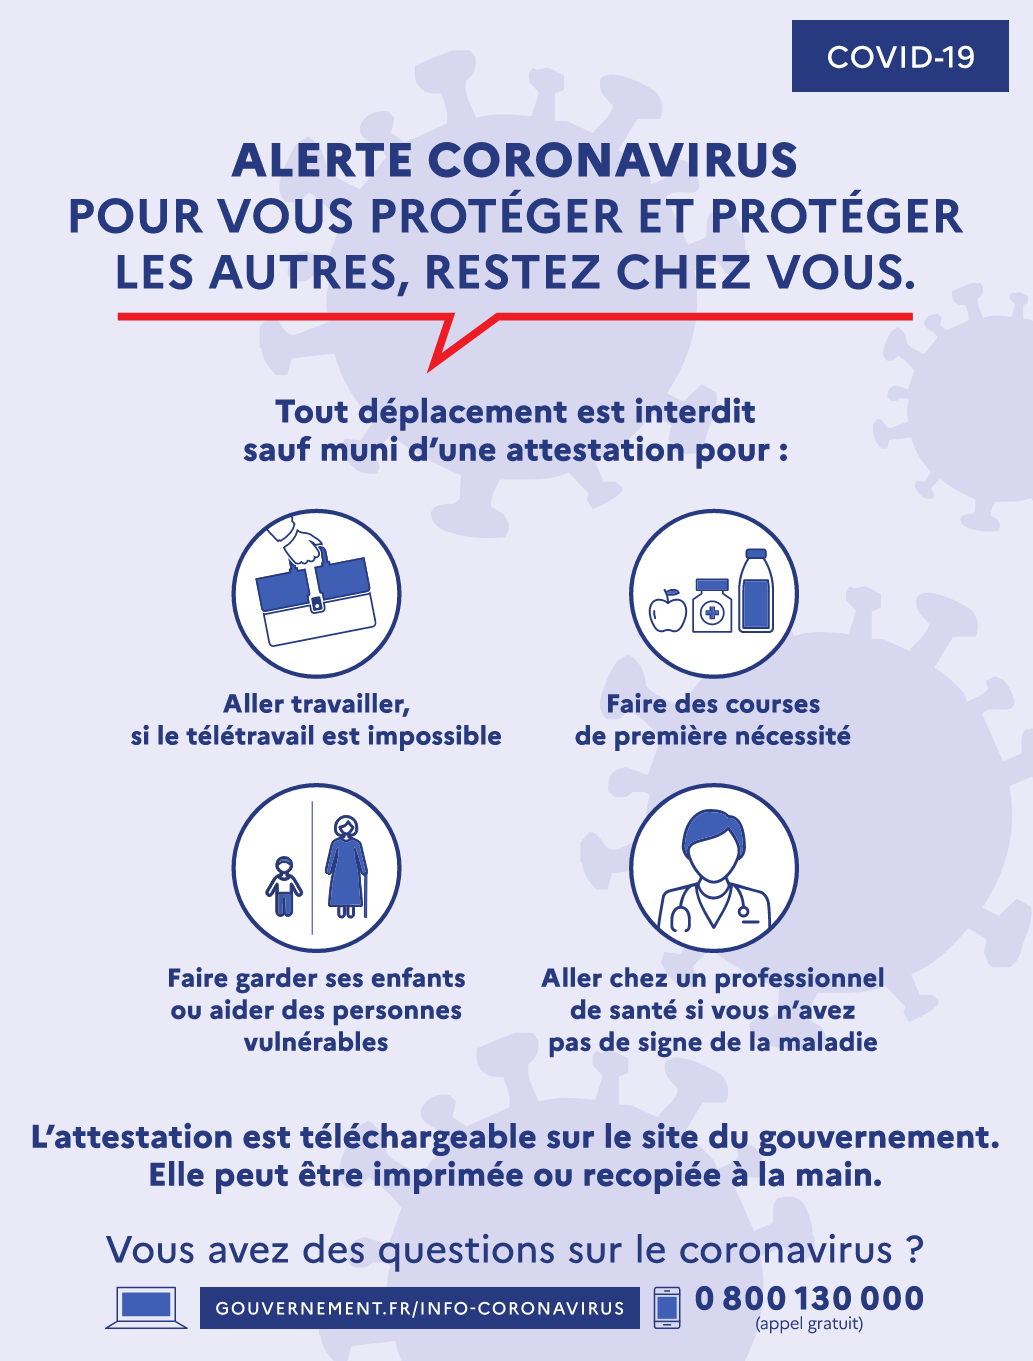 COVID-19
ALERTE CORONAVIRUS
POUR VOUS PROTÉGER ET PROTÉGER
LES AUTRES, RESTEZ CHEZ VOUS.
Tout déplacement est interdit
sauf muni d’une attestation pour :
Aller travailler,
si le télétravail est impossible
Faire des courses
de première nécessité
Faire garder ses enfants
ou aider des personnes
vulnérables
Aller chez un professionnel
de santé si vous n’avez
pas de signe de la maladie
L’attestation est téléchargeable sur le site du gouvernement.
Elle peut être imprimée ou recopiée à la main.
Vous avez des questions sur le coronavirus ?
GOUVERNEMENT.FR/INFO-CORONAVIRUS
0 800 130 000
(appel gratuit)